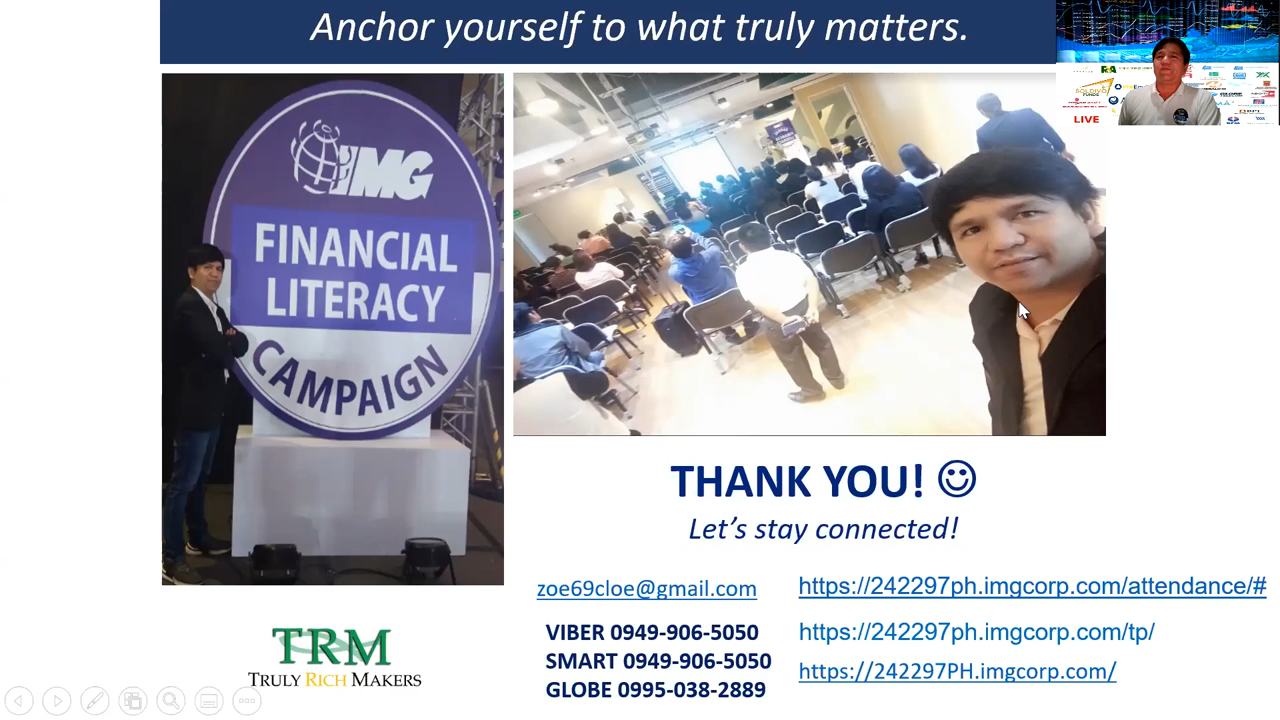 Anchor yourself to what truly matters.
LIVE
IMG
FINANCIAL
LITERACY
CAMPAIGN
THANK YOU! ☺
Let's stay connected!
zoe69cloe@gmail.com
VIBER 0949-906-5050
SMART 0949-906-5050
GLOBE 0995-038-2889
https://242297ph.imgcorp.com/attendance/#
https://242297ph.imgcorp.com/tp/
https://242297PH.imgcorp.com/
TRM
TRULY RICH MAKERS